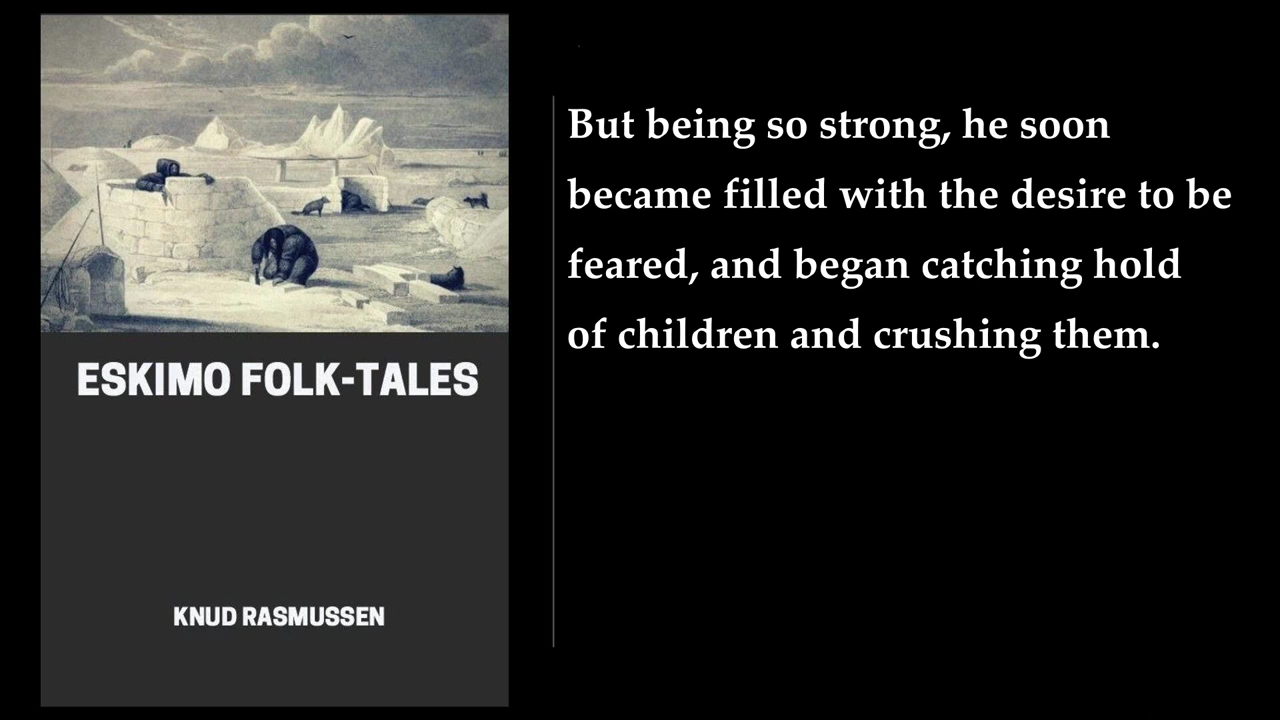 ESKIMO FOLK-TALES
KNUD RASMUSSEN
But being so strong, he soon
became filled with the desire to be
feared, and began catching hold
of children and crushing them.